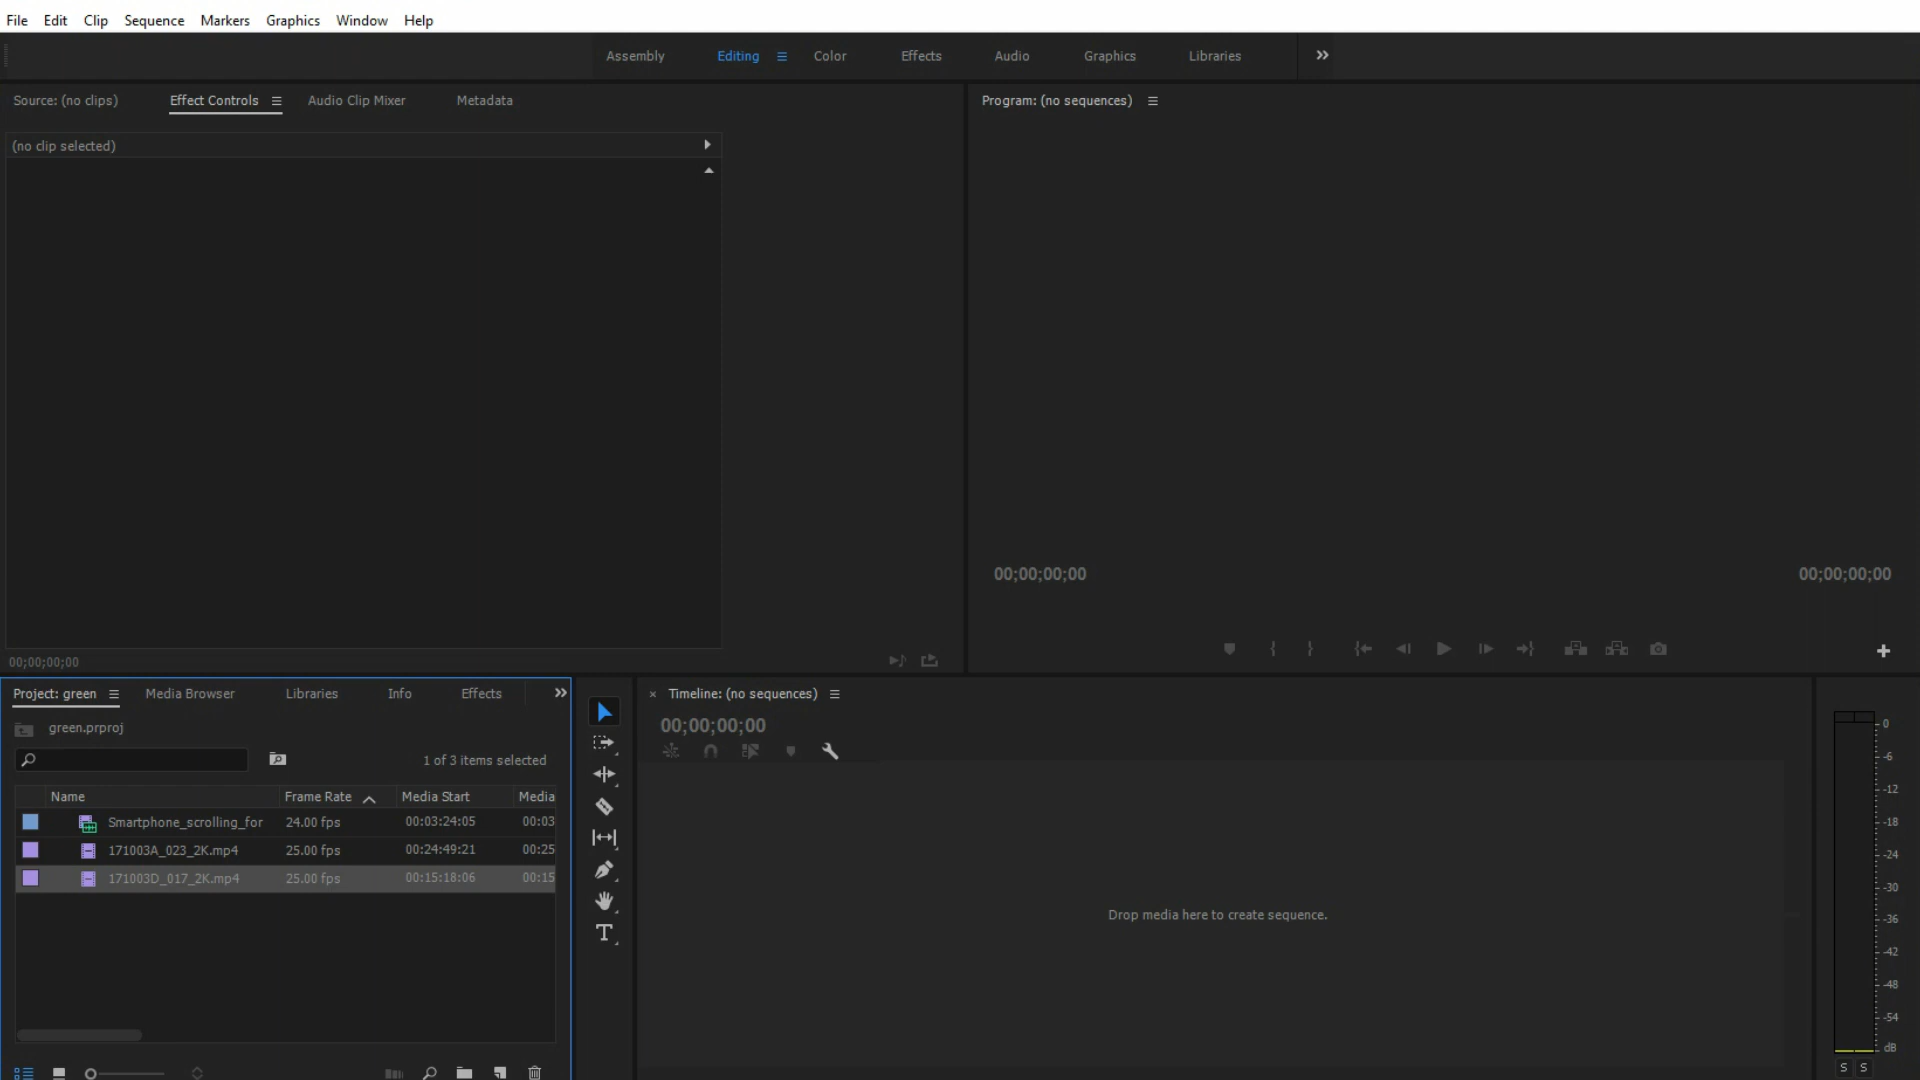 File Edit Clip Sequence Markers Graphics Window Help
Assembly Editing Color Effects Audio Graphics Libraries
Source: (no clips) Effect Controls Audio Clip Mixer Metadata
(no clip selected)
00;00;00;00
Program: (no sequences)
00;00;00;00 00;00;00;00
Project: green Media Browser Libraries Info Effects
green.prproj
1 of 3 items selected
Name Frame Rate Media Start Media
Smartphone_scrolling_for 24.00 fps 00:03:24:05 00:03
171003A_023_2K.mp4 25.00 fps 00:24:49:21 00:25
171003D_017_2K.mp4 25.00 fps 00:15:18:06 00:15
Timeline: (no sequences)
00;00;00;00
Drop media here to create sequence.
0
-6
-12
-18
-24
-30
-36
-42
-48
-54
dB
S S